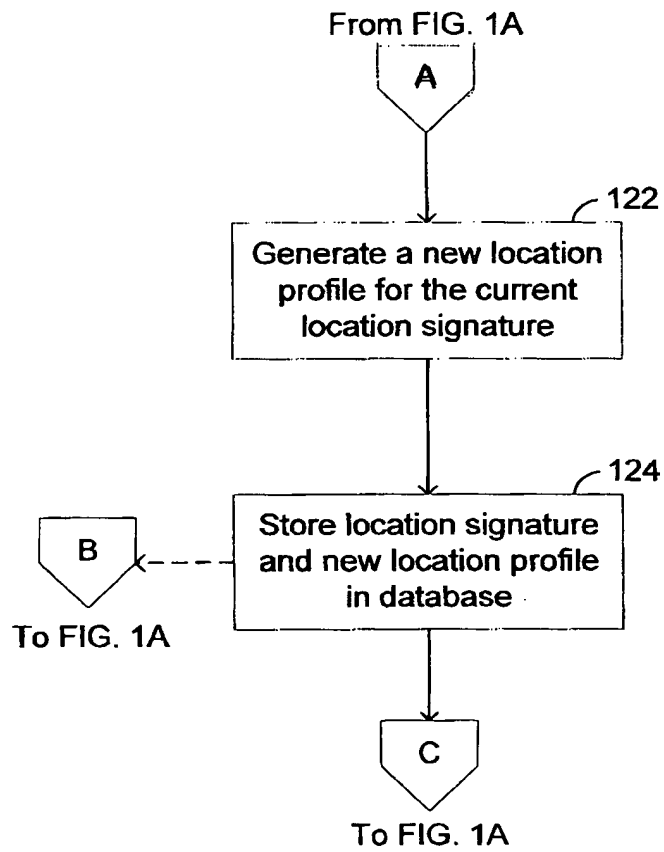 From FIG. 1A
A
122
Generate a new location
profile for the current
location signature
124
Store location signature
and new location profile
in database
B
To FIG. 1A
C
To FIG. 1A